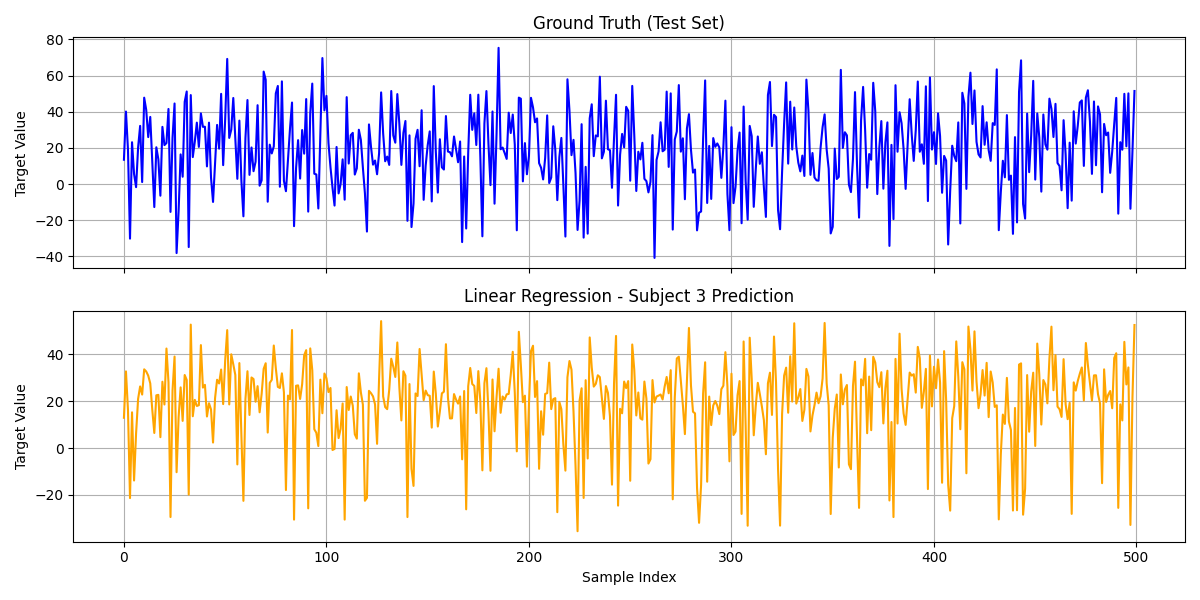 Ground Truth (Test Set)
80
60
40
20
0
−20
−40
Target Value
Linear Regression - Subject 3 Prediction
40
20
0
−20
Target Value
0 100 200 300 400 500
Sample Index